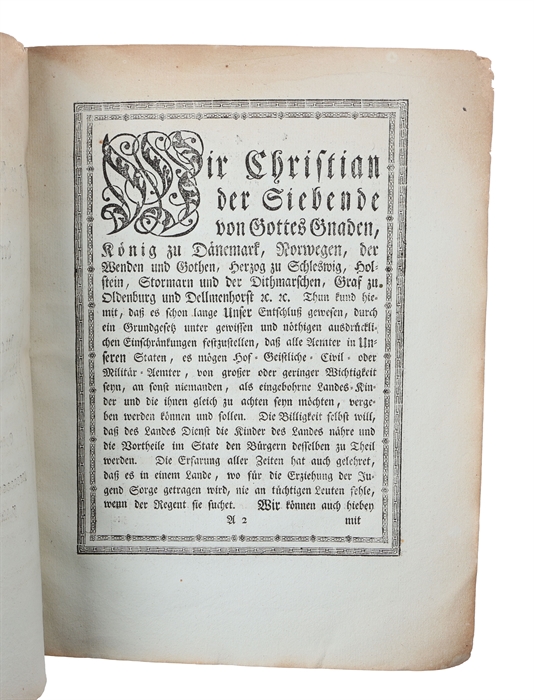 Wir Christian
der Siebende
von Gottes Gnaden,
König zu Dänemark, Norwegen, der
Wenden und Gothen, Herzog zu Schleswig, Hol-
stein, Stormarn und der Dithmarschen, Graf zu
Oldenburg und Dellmenhorst ꝛc. ꝛc. Thun kund hie-
mit, daß es schon lange Unser Entschluß gewesen, durch
ein Grundgesetz unter gewissen und nöthigen ausdrückli-
chen Einschränkungen festzustellen, daß alle Aemter in Un-
seren Staten, es mögen Hof- Geistliche- Civil- oder
Militär-Aemter, von großer oder geringer Wichtigkeit
seyn, an sonst niemanden, als eingebohrne Landes-Kin-
der und die ihnen gleich zu achten seyn möchten, verge-
ben werden können und sollen. Die Billigkeit selbst will,
daß des Landes Dienst die Kinder des Landes nähre und
die Vortheile im State den Bürgern desselben zu Theil
werden. Die Erfarung aller Zeiten hat auch gelehret,
daß es in einem Lande, wo für die Erziehung der Ju-
gend Sorge getragen wird, nie an tüchtigen Leuten fehle,
wenn der Regent sie suchet. Wir können auch hiebey
A 2 mit